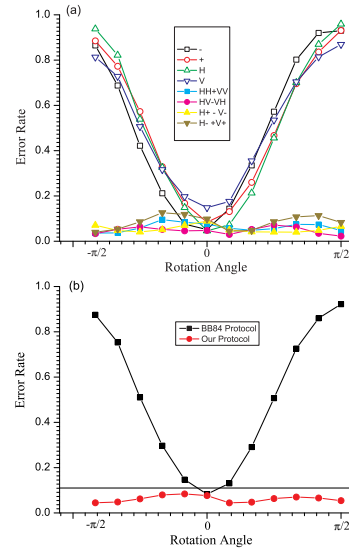 (a)
1.0
0.8
0.6
0.4
0.2
0.0
Error Rate
-
+
H
V
HH+VV
HV-VH
H+ - V-
H- +V+
-π/2
0
π/2
Rotation Angle
(b)
1.0
0.8
0.6
0.4
0.2
0.0
Error Rate
BB84 Protocol
Our Protocol
-π/2
0
π/2
Rotation Angle